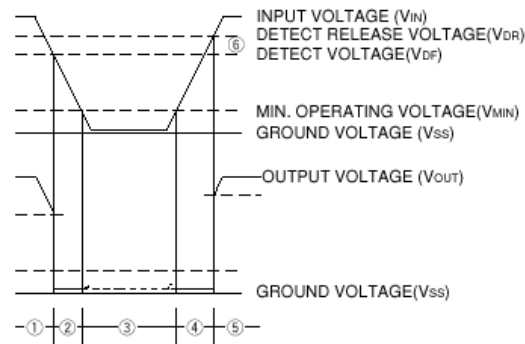 INPUT VOLTAGE (VIN)
DETECT RELEASE VOLTAGE(VDR)
⑥
DETECT VOLTAGE(VDF)
MIN. OPERATING VOLTAGE(VMIN)
GROUND VOLTAGE (VSS)
OUTPUT VOLTAGE (VOUT)
GROUND VOLTAGE(VSS)
① ② ③ ④ ⑤